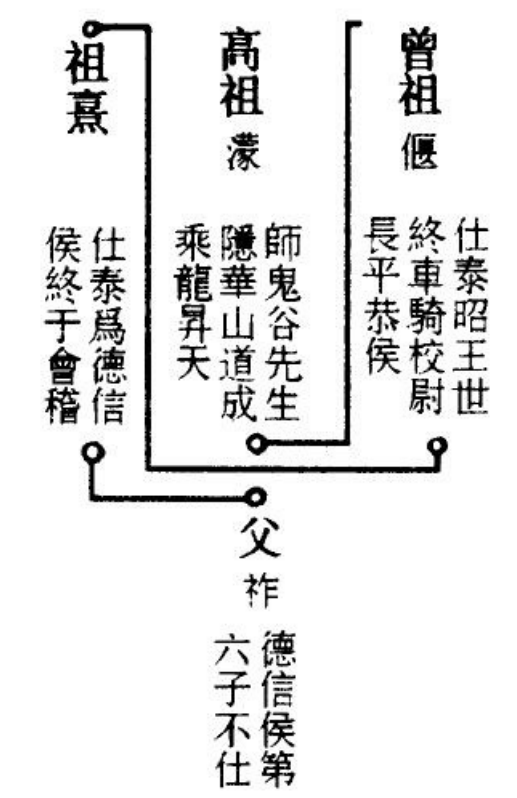 曾祖
偃
仕泰昭王世
終車騎校尉
長平恭侯
高祖
濛
師鬼谷先生
隱華山道成
乘龍昇天
祖熹
仕泰爲德信
侯終于會稽
父
祚
德信侯第
六子不仕